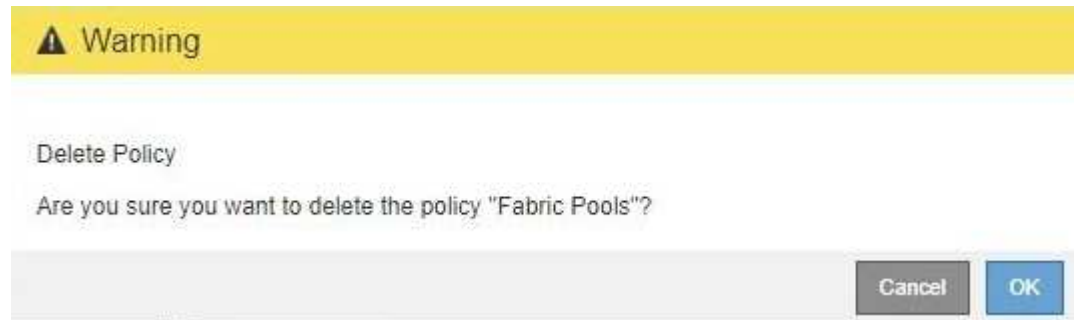 Warning
Delete Policy
Are you sure you want to delete the policy "Fabric Pools"?
Cancel OK